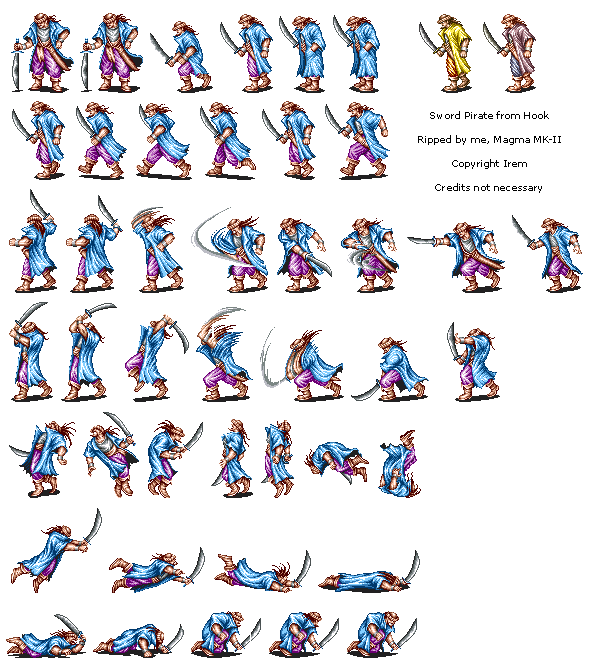 Sword Pirate from Hook
Ripped by me, Magma MK-II
Copyright Irem
Credits not necessary